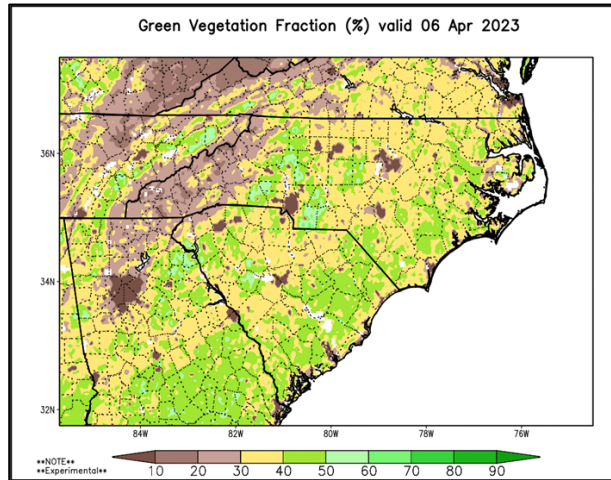 Green Vegetation Fraction (%) valid 06 Apr 2023
36N
34N
32N
84W 82W 80W 78W 76W
**NOTE**
**Experimental**
10 20 30 40 50 60 70 80 90